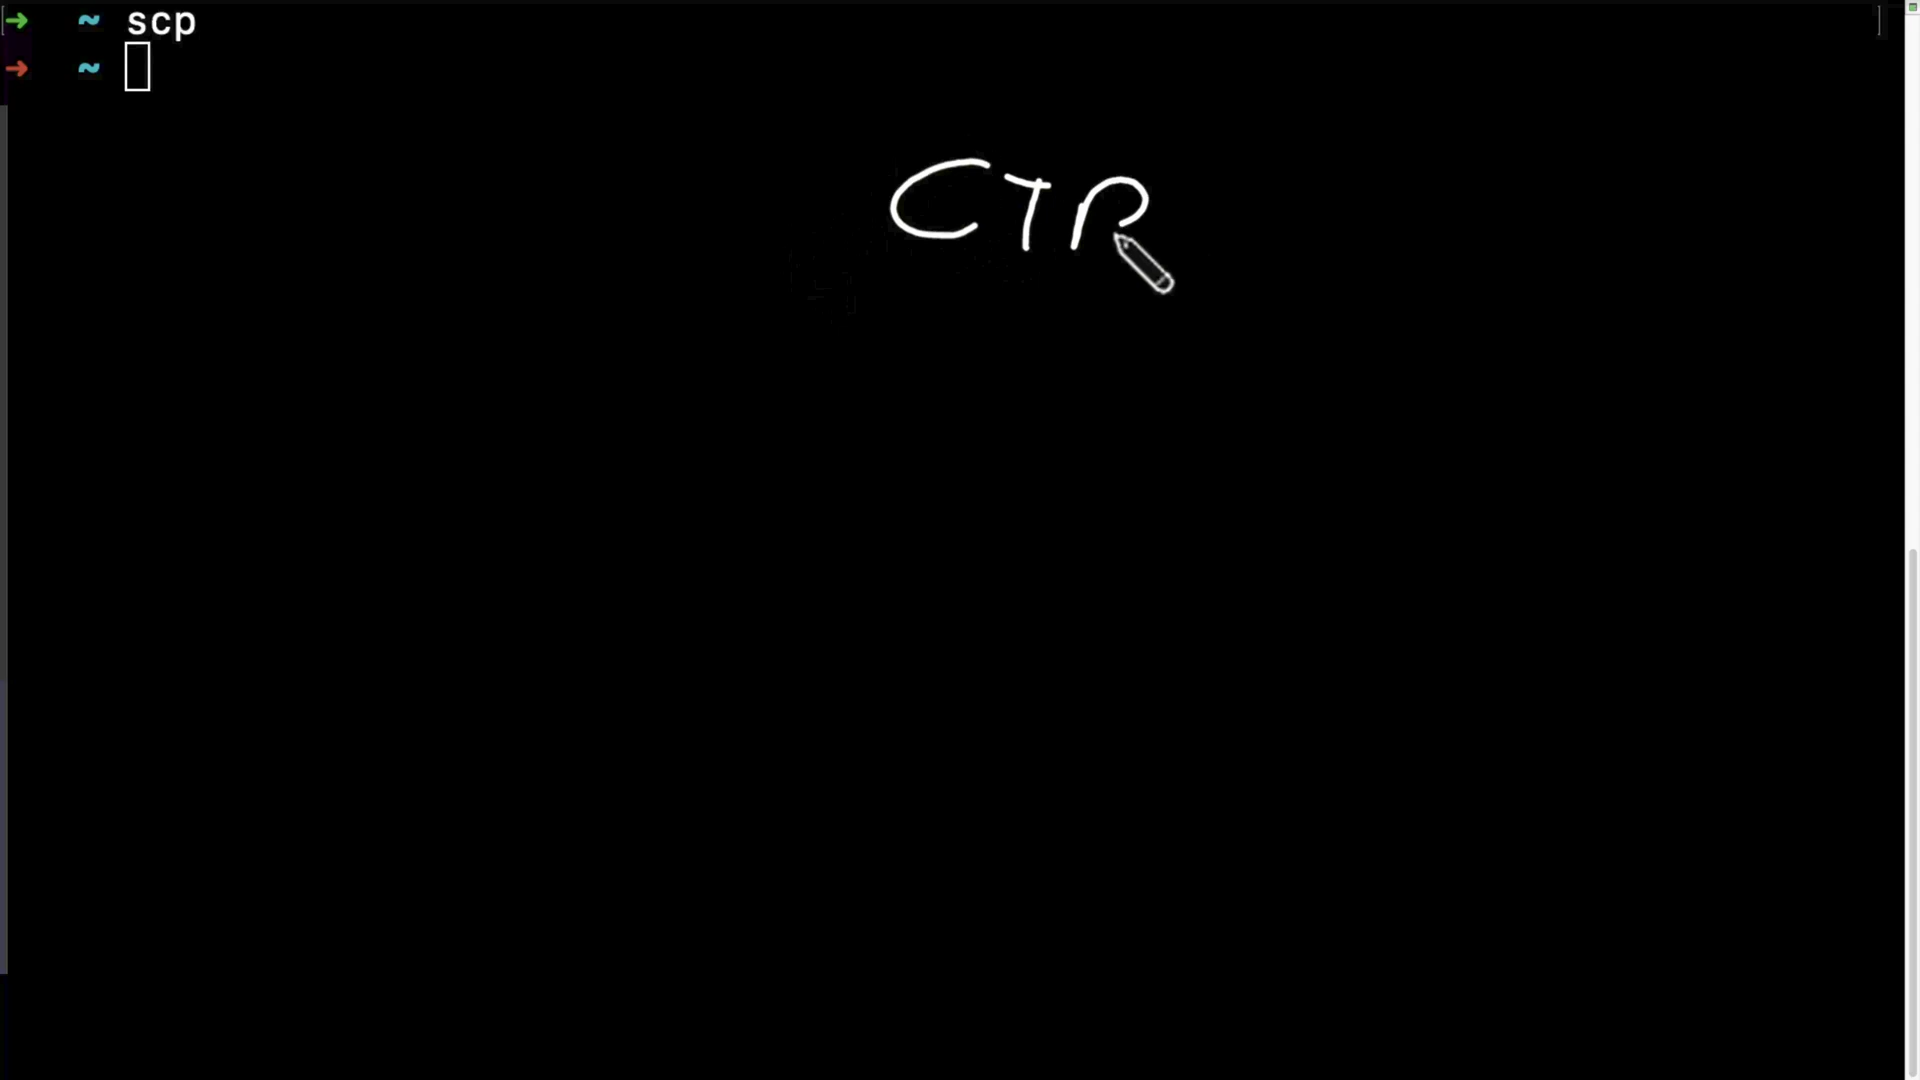 ➜ ~ scp
➜ ~
CTR